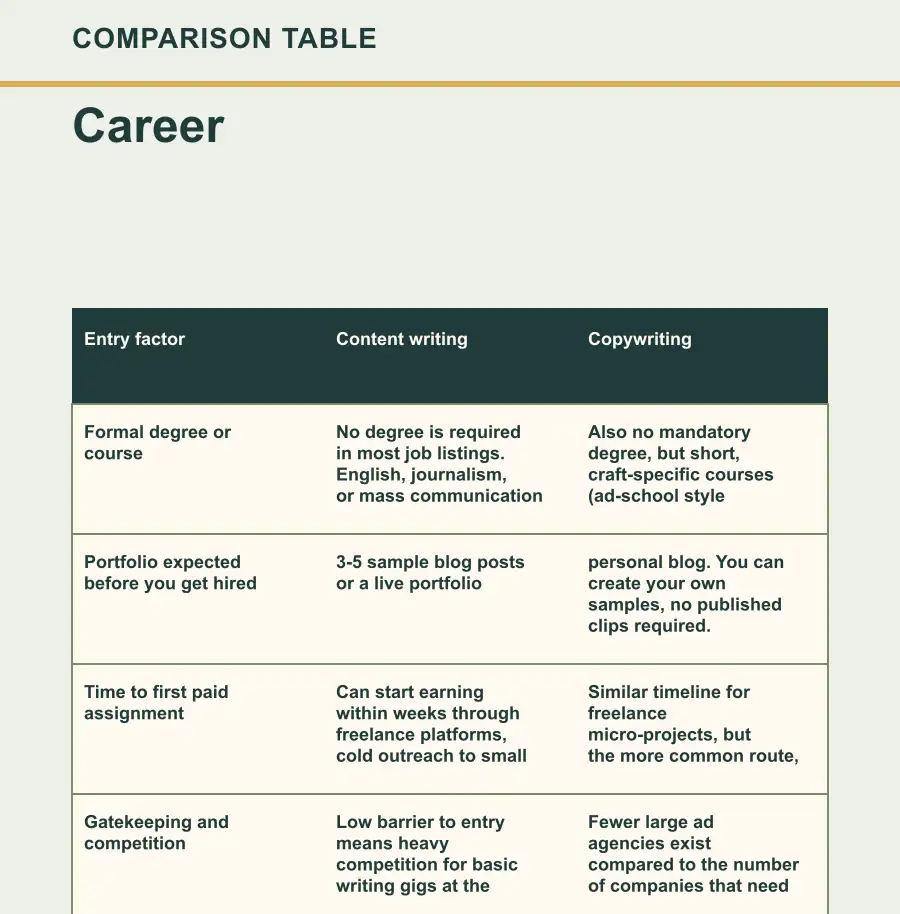 COMPARISON TABLE
Career
Entry factor
Content writing
Copywriting
Formal degree or
course
No degree is required
in most job listings.
English, journalism,
or mass communication
Also no mandatory
degree, but short,
craft-specific courses
(ad-school style
Portfolio expected
before you get hired
3-5 sample blog posts
or a live portfolio
personal blog. You can
create your own
samples, no published
clips required.
Time to first paid
assignment
Can start earning
within weeks through
freelance platforms,
cold outreach to small
Similar timeline for
freelance
micro-projects, but
the more common route,
Gatekeeping and
competition
Low barrier to entry
means heavy
competition for basic
writing gigs at the
Fewer large ad
agencies exist
compared to the number
of companies that need